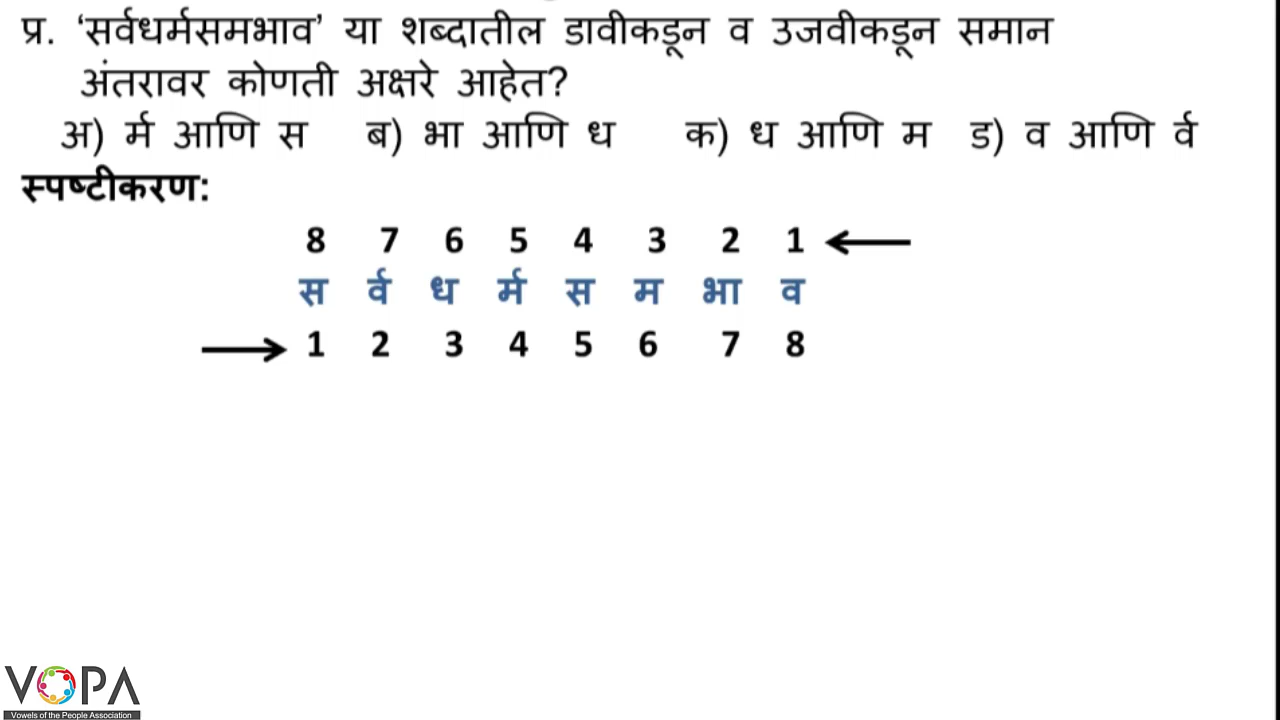 प्र. ‘सर्वधर्मसमभाव’ या शब्दातील डावीकडून व उजवीकडून समान
अंतरावर कोणती अक्षरे आहेत?
अ) र्म आणि स ब) भा आणि ध क) ध आणि म ड) व आणि र्व
स्पष्टीकरण:
8 7 6 5 4 3 2 1
स र्व ध र्म स म भा व
1 2 3 4 5 6 7 8
VOPA
Vowels of the People Association